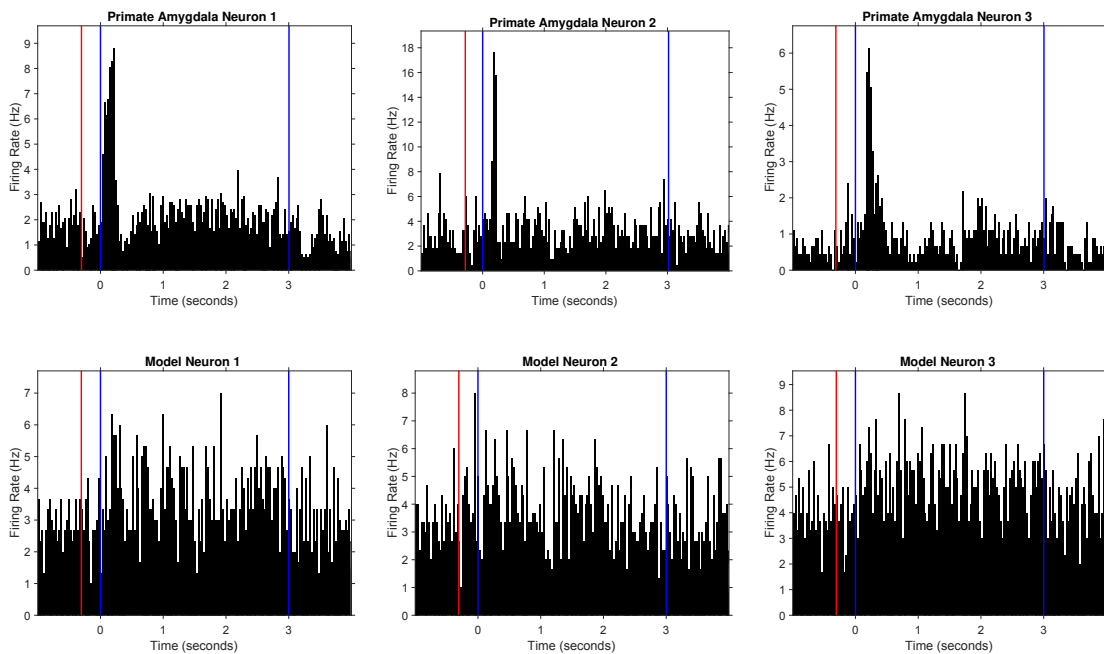 Primate Amygdala Neuron 1
9
8
7
6
5
4
3
2
1
0
Firing Rate (Hz)
0 1 2 3
Time (seconds)
Primate Amygdala Neuron 2
18
16
14
12
10
8
6
4
2
0
Firing Rate (Hz)
0 1 2 3
Time (seconds)
Primate Amygdala Neuron 3
6
5
4
3
2
1
0
Firing Rate (Hz)
0 1 2 3
Time (seconds)
Model Neuron 1
7
6
5
4
3
2
1
0
Firing Rate (Hz)
0 1 2 3
Time (seconds)
Model Neuron 2
8
7
6
5
4
3
2
1
0
Firing Rate (Hz)
0 1 2 3
Time (seconds)
Model Neuron 3
9
8
7
6
5
4
3
2
1
0
Firing Rate (Hz)
0 1 2 3
Time (seconds)